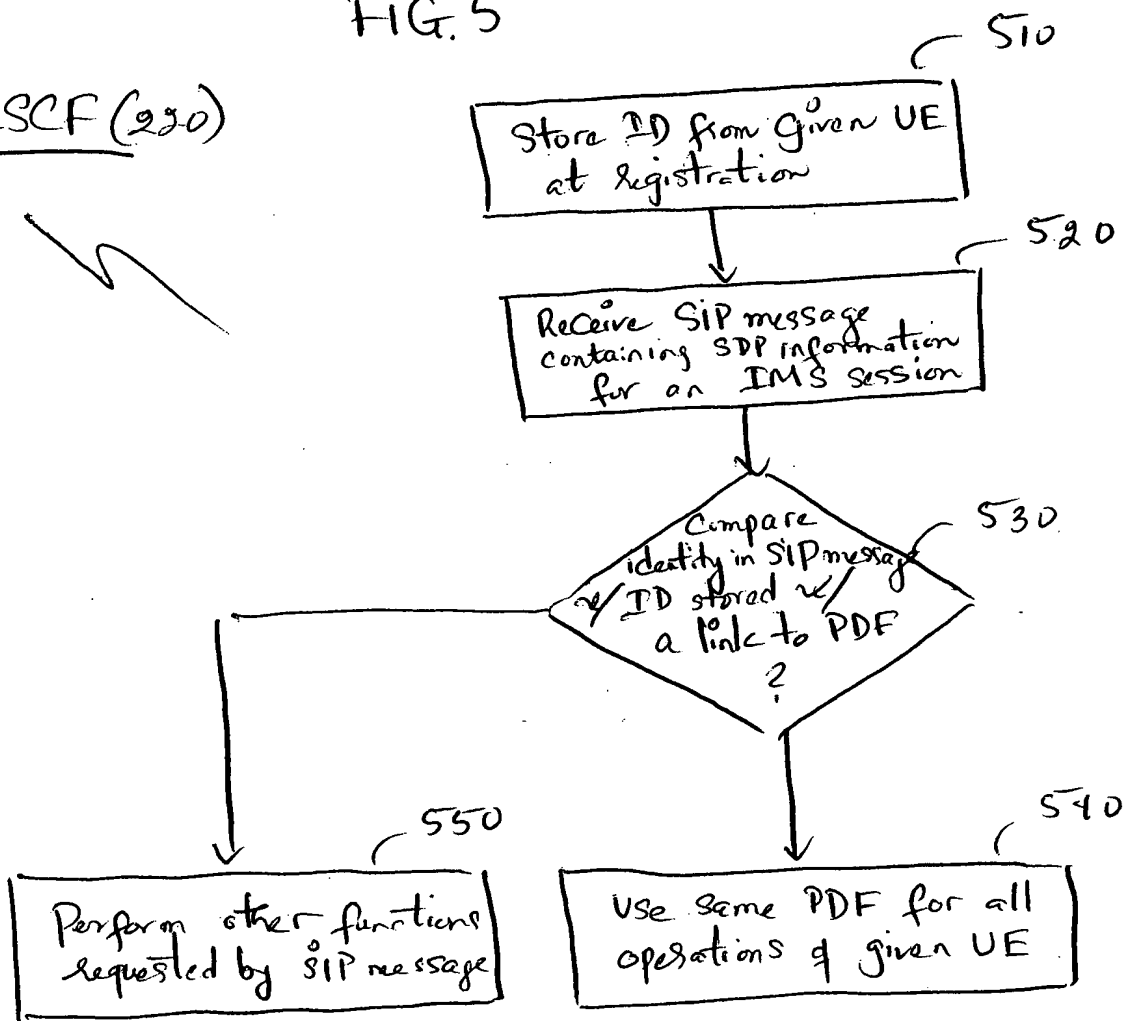 FIG. 5
SCF (220)
510
Store ID from given UE
at registration
520
Receive SIP message
containing SDP information
for an IMS session
530
Compare
identity in SIP message
w/ ID stored w/
a link to PDF
?
550
Perform other functions
requested by SIP message
540
Use same PDF for all
operations of given UE